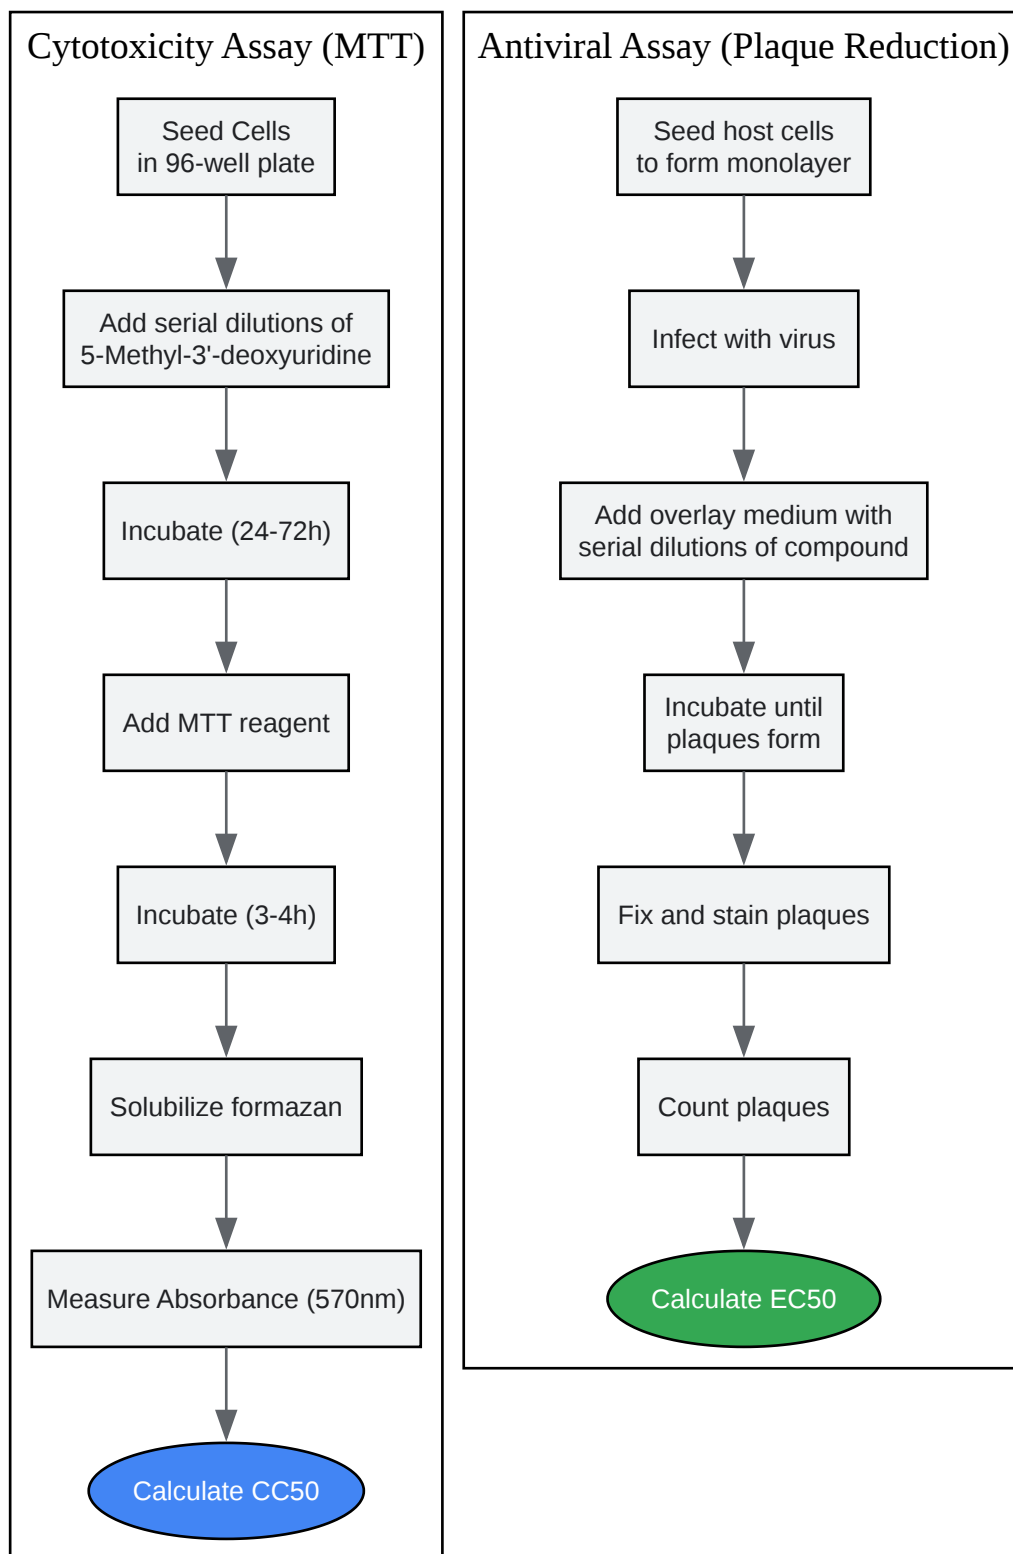 Cytotoxicity Assay (MTT)
Seed Cells
in 96-well plate
Add serial dilutions of
5-Methyl-3'-deoxyuridine
Incubate (24-72h)
Add MTT reagent
Incubate (3-4h)
Solubilize formazan
Measure Absorbance (570nm)
Calculate CC50
Antiviral Assay (Plaque Reduction)
Seed host cells
to form monolayer
Infect with virus
Add overlay medium with
serial dilutions of compound
Incubate until
plaques form
Fix and stain plaques
Count plaques
Calculate EC50